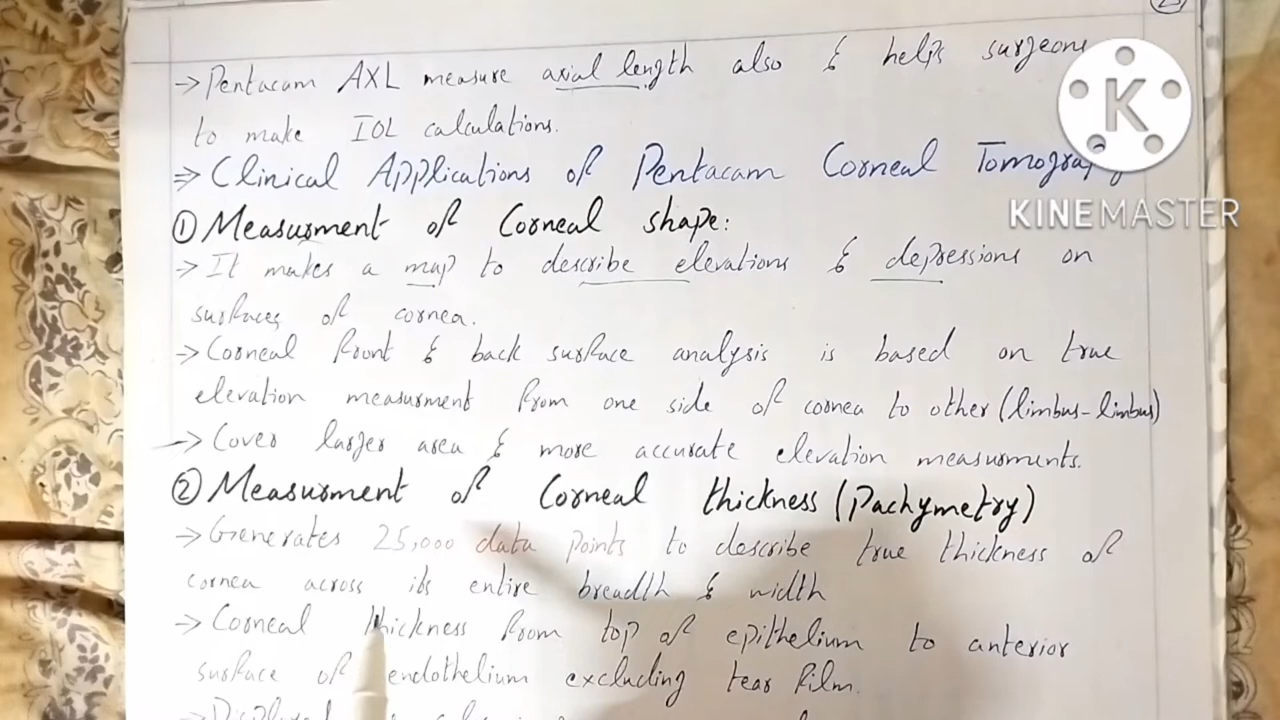 23
→ Pentacam AXL measure axial length also & helps surgeons
to make IOL calculations.
⇒ Clinical Applications of Pentacam Corneal Tomography
① Measurment of Corneal shape:
→ It makes a map to describe elevations & depressions on
surfaces of cornea.
→ Corneal front & back surface analysis is based on true
elevation measurment from one side of cornea to other (limbus-limbus)
→ Cover larger area & more accurate elevation measurments.
② Measurment of Corneal thickness (Pachymetry)
→ Generates 25,000 data points to describe true thickness of
cornea across its entire breadth & width
→ Corneal thickness from top of epithelium to anterior
surface of endothelium excluding tear film.
→ Displayed
K
KINEMASTER